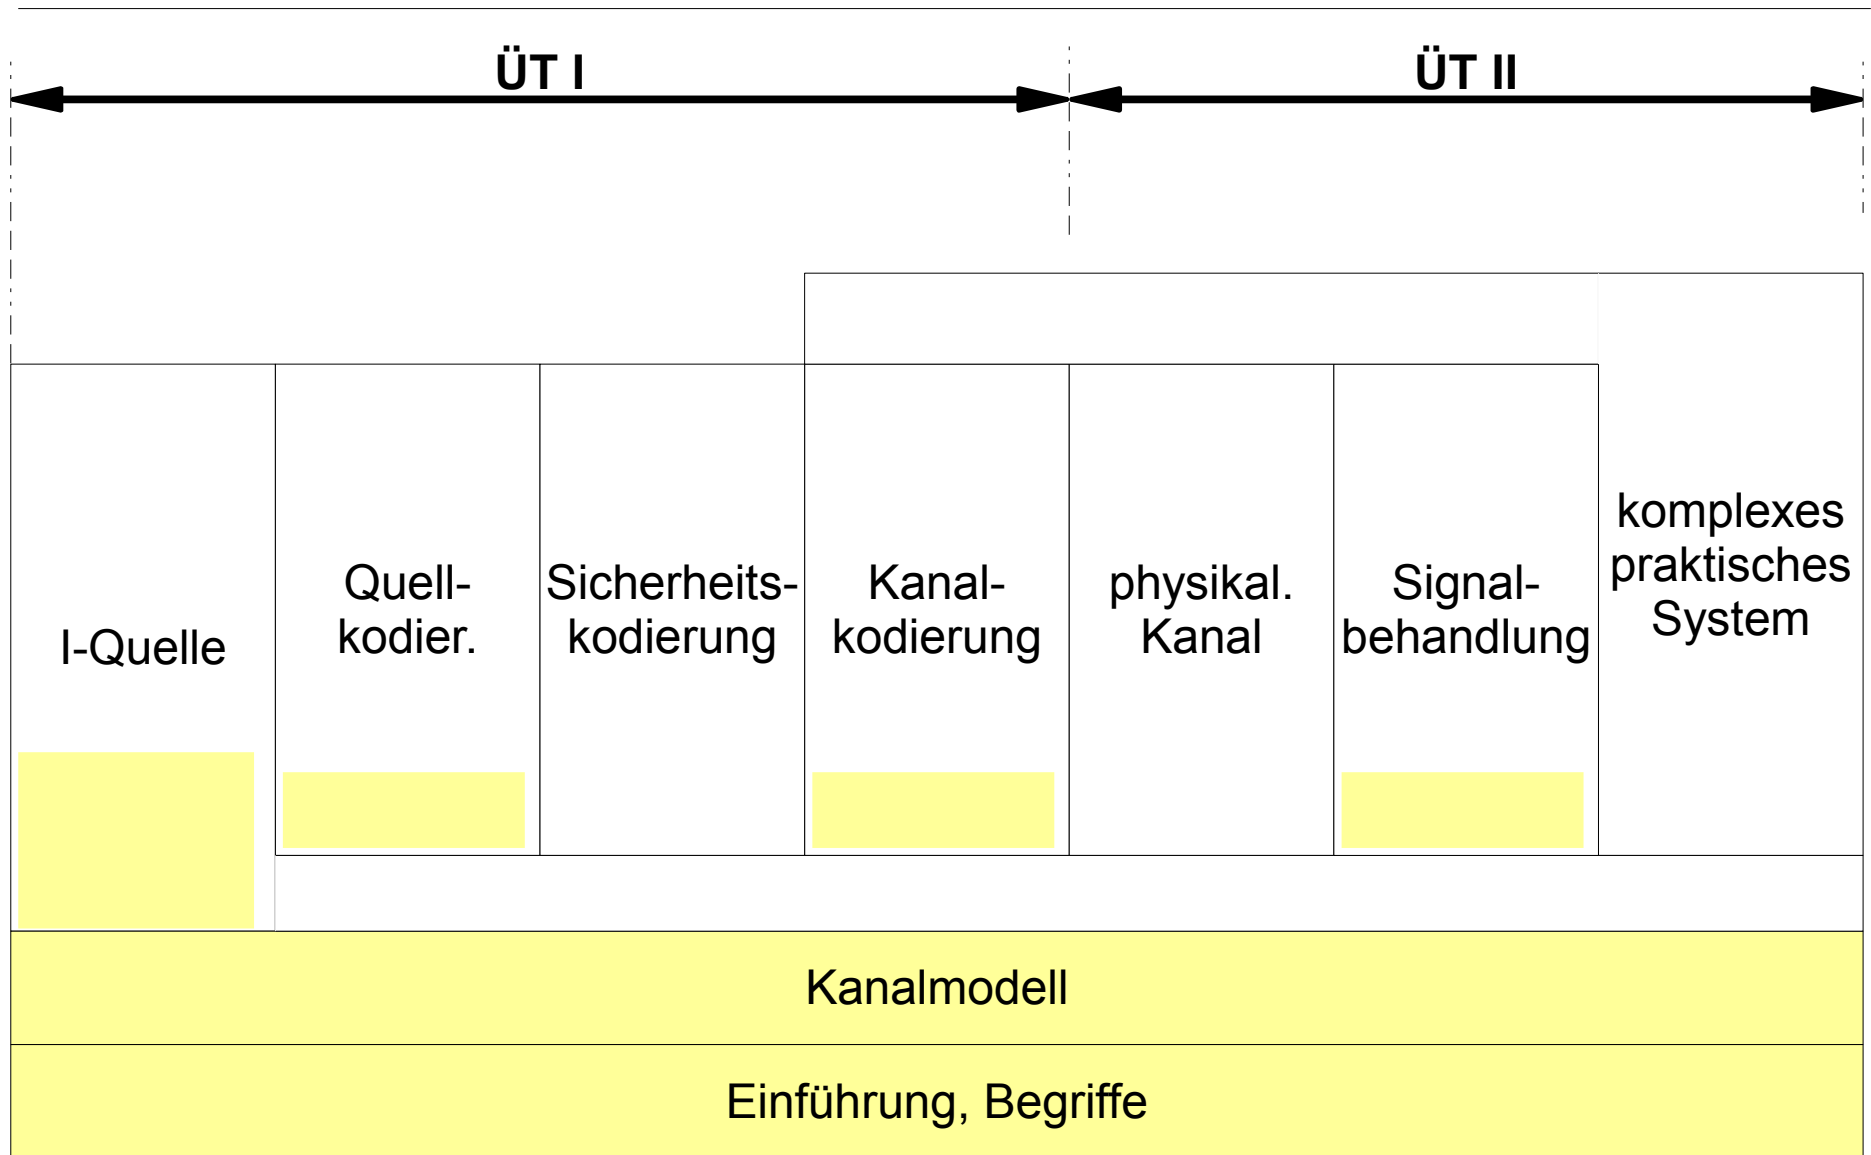 ÜT I
ÜT II
I-Quelle
Quell-
kodier.
Sicherheits-
kodierung
Kanal-
kodierung
physikal.
Kanal
Signal-
behandlung
komplexes
praktisches
System
Kanalmodell
Einführung, Begriffe